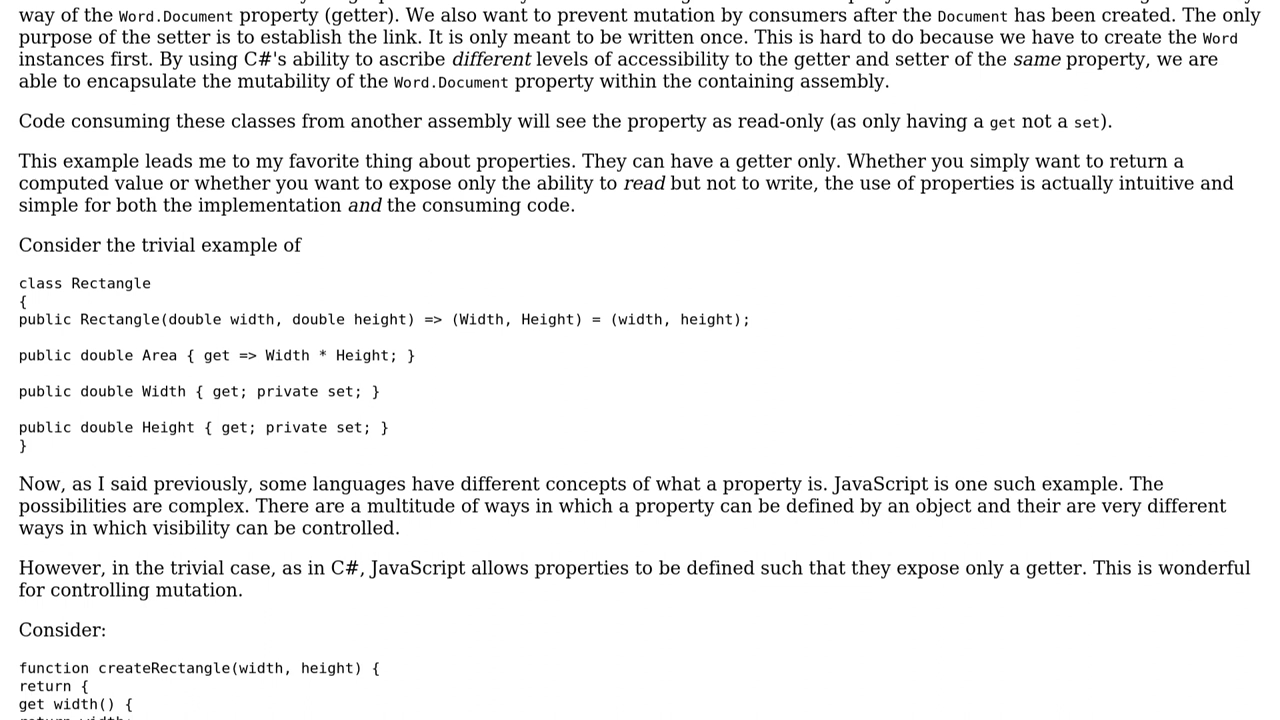 way of the Word.Document property (getter). We also want to prevent mutation by consumers after the Document has been created. The only
purpose of the setter is to establish the link. It is only meant to be written once. This is hard to do because we have to create the Word
instances first. By using C#'s ability to ascribe different levels of accessibility to the getter and setter of the same property, we are
able to encapsulate the mutability of the Word.Document property within the containing assembly.
Code consuming these classes from another assembly will see the property as read-only (as only having a get not a set).
This example leads me to my favorite thing about properties. They can have a getter only. Whether you simply want to return a
computed value or whether you want to expose only the ability to read but not to write, the use of properties is actually intuitive and
simple for both the implementation and the consuming code.
Consider the trivial example of
class Rectangle
{
public Rectangle(double width, double height) => (Width, Height) = (width, height);
public double Area { get => Width * Height; }
public double Width { get; private set; }
public double Height { get; private set; }
}
Now, as I said previously, some languages have different concepts of what a property is. JavaScript is one such example. The
possibilities are complex. There are a multitude of ways in which a property can be defined by an object and their are very different
ways in which visibility can be controlled.
However, in the trivial case, as in C#, JavaScript allows properties to be defined such that they expose only a getter. This is wonderful
for controlling mutation.
Consider:
function createRectangle(width, height) {
return {
get width() {